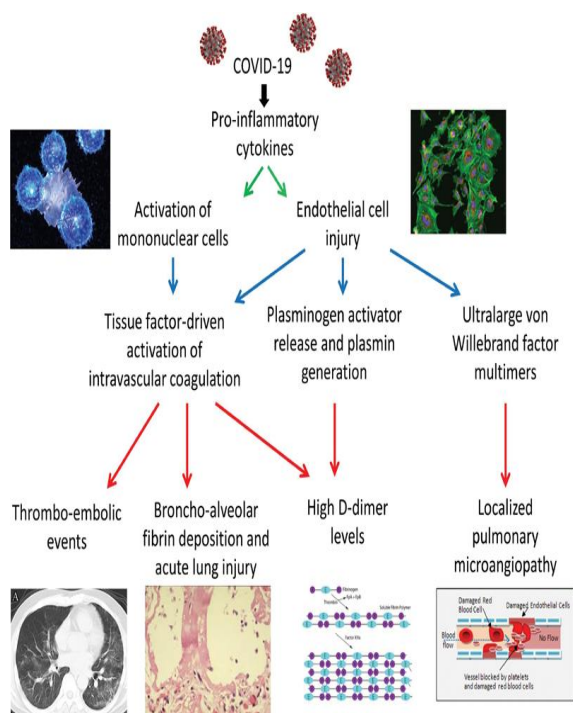 COVID-19
Pro-inflammatory
cytokines
Activation of
mononuclear cells
Endothelial cell
injury
Tissue factor-driven
activation of
intravascular coagulation
Plasminogen activator
release and plasmin
generation
Ultralarge von
Willebrand factor
multimers
Thrombo-embolic
events
Broncho-alveolar
fibrin deposition and
acute lung injury
High D-dimer
levels
Localized
pulmonary
microangiopathy
A
Fibrinogen
Thrombin
FpA + FpB
Soluble Fibrin Polymer
Factor XIIIa
Damaged Red
Blood Cell
Damaged Endothelial Cells
Blood
flow
No Flow
Vessel blocked by platelets
and damaged red blood cells